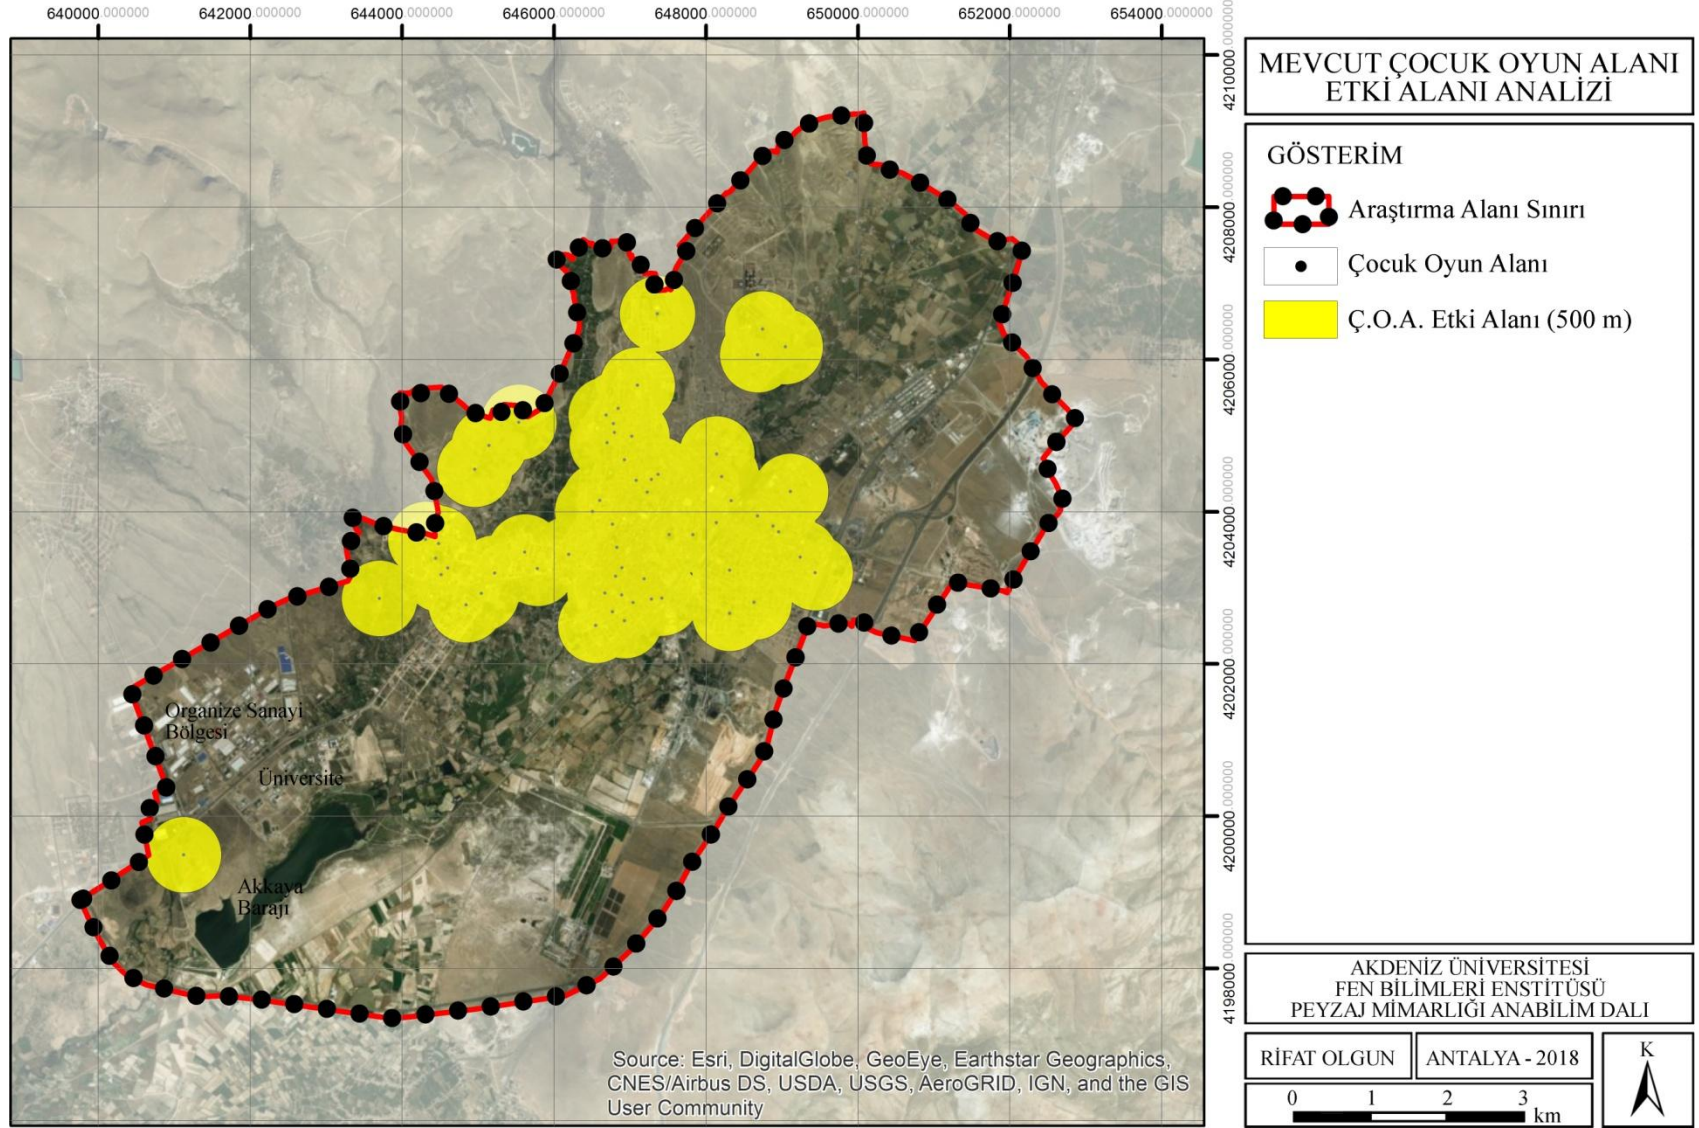 640000.000000 642000.000000 644000.000000 646000.000000 648000.000000 650000.000000 652000.000000 654000.000000
4210000.000000
4208000.000000
4206000.000000
4204000.000000
4202000.000000
4200000.000000
4198000.000000
Organize Sanayi
Bölgesi
Üniversite
Akkaya
Barajı
Source: Esri, DigitalGlobe, GeoEye, Earthstar Geographics,
CNES/Airbus DS, USDA, USGS, AeroGRID, IGN, and the GIS
User Community
MEVCUT ÇOCUK OYUN ALANI
ETKİ ALANI ANALİZİ
GÖSTERİM
Araştırma Alanı Sınırı
Çocuk Oyun Alanı
Ç.O.A. Etki Alanı (500 m)
AKDENİZ ÜNİVERSİTESİ
FEN BİLİMLERİ ENSTİTÜSÜ
PEYZAJ MİMARLIĞI ANABİLİM DALI
RİFAT OLGUN
ANTALYA - 2018
K
0 1 2 3
km